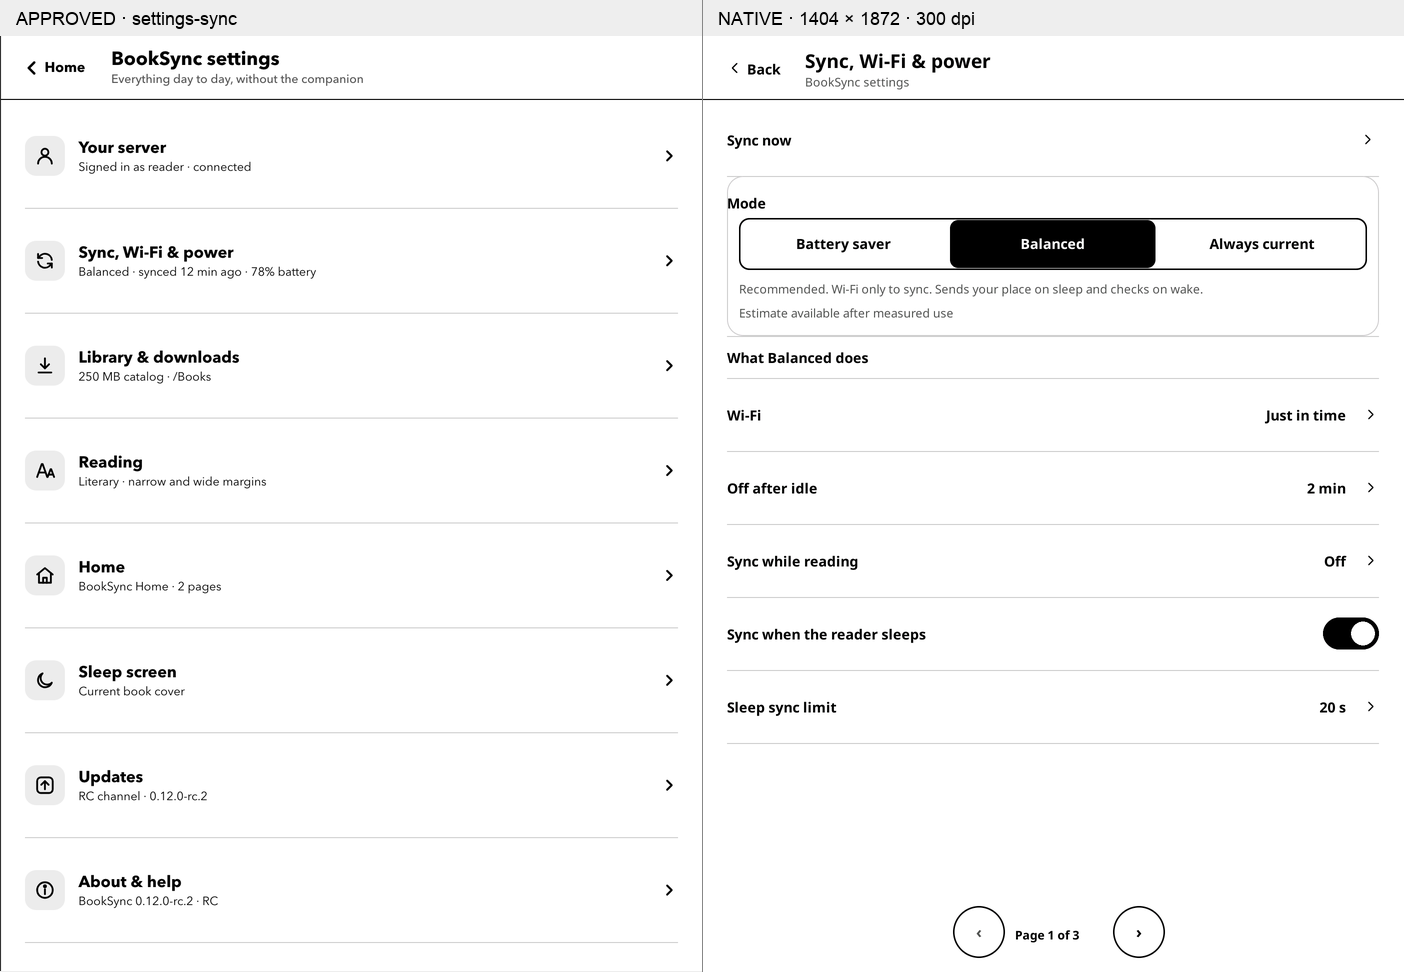 APPROVED · settings-sync
Home
BookSync settings
Everything day to day, without the companion
Your server
Signed in as reader · connected
Sync, Wi-Fi & power
Balanced · synced 12 min ago · 78% battery
Library & downloads
250 MB catalog · /Books
Reading
Literary · narrow and wide margins
Home
BookSync Home · 2 pages
Sleep screen
Current book cover
Updates
RC channel · 0.12.0-rc.2
About & help
BookSync 0.12.0-rc.2 · RC
NATIVE · 1404 × 1872 · 300 dpi
Back
Sync, Wi-Fi & power
BookSync settings
Sync now
Mode
Battery saver Balanced Always current
Recommended. Wi-Fi only to sync. Sends your place on sleep and checks on wake.
Estimate available after measured use
What Balanced does
Wi-Fi Just in time
Off after idle 2 min
Sync while reading Off
Sync when the reader sleeps
Sleep sync limit 20 s
‹ Page 1 of 3 ›